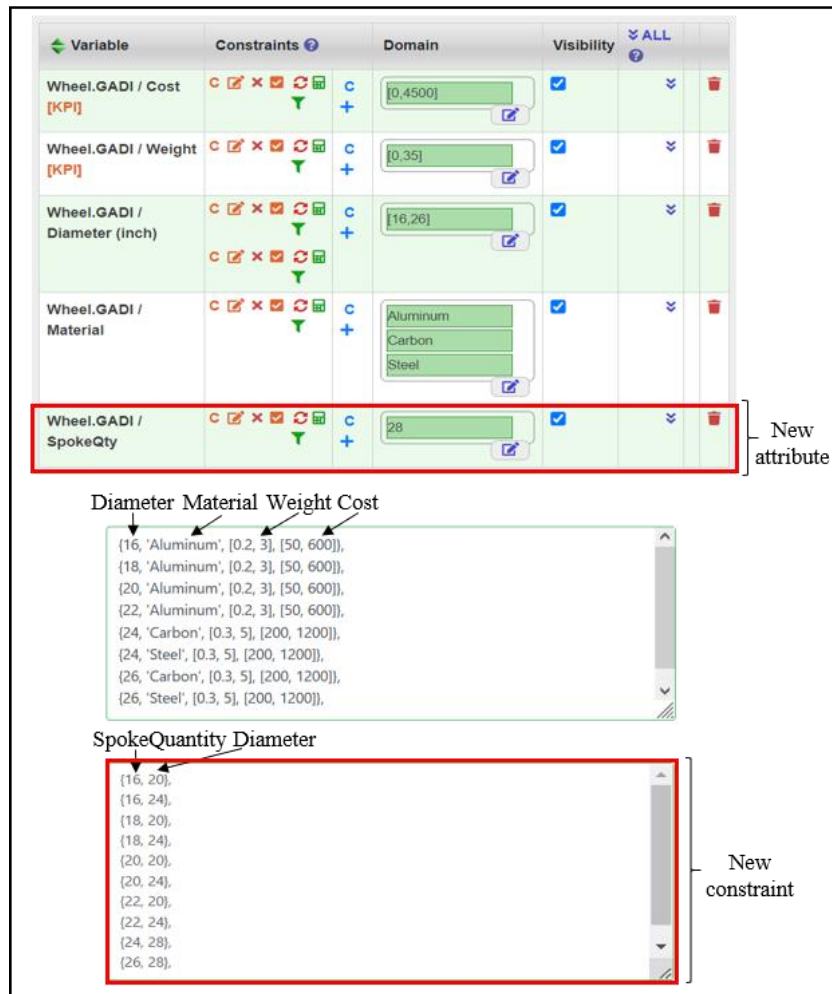 Variable Constraints Domain Visibility ALL
Wheel.GADI / Cost
[KPI]
[0,4500]
Wheel.GADI / Weight
[KPI]
[0,35]
Wheel.GADI /
Diameter (inch)
[16,26]
Wheel.GADI /
Material
Aluminum
Carbon
Steel
Wheel.GADI /
SpokeQty
28
New
attribute
Diameter Material Weight Cost
{16, 'Aluminum', [0.2, 3], [50, 600]},
{18, 'Aluminum', [0.2, 3], [50, 600]},
{20, 'Aluminum', [0.2, 3], [50, 600]},
{22, 'Aluminum', [0.2, 3], [50, 600]},
{24, 'Carbon', [0.3, 5], [200, 1200]},
{24, 'Steel', [0.3, 5], [200, 1200]},
{26, 'Carbon', [0.3, 5], [200, 1200]},
{26, 'Steel', [0.3, 5], [200, 1200]},
SpokeQuantity Diameter
{16, 20},
{16, 24},
{18, 20},
{18, 24},
{20, 20},
{20, 24},
{22, 20},
{22, 24},
{24, 28},
{26, 28},
New
constraint